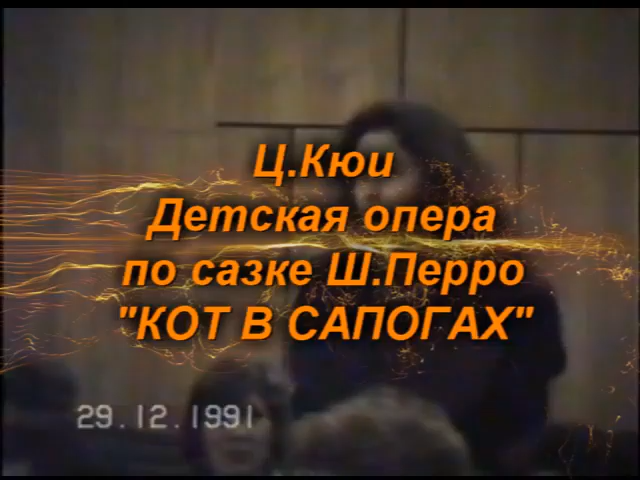 Ц.Кюи
Детская опера
по сазке Ш.Перро
"КОТ В САПОГАХ"
29.12.1991